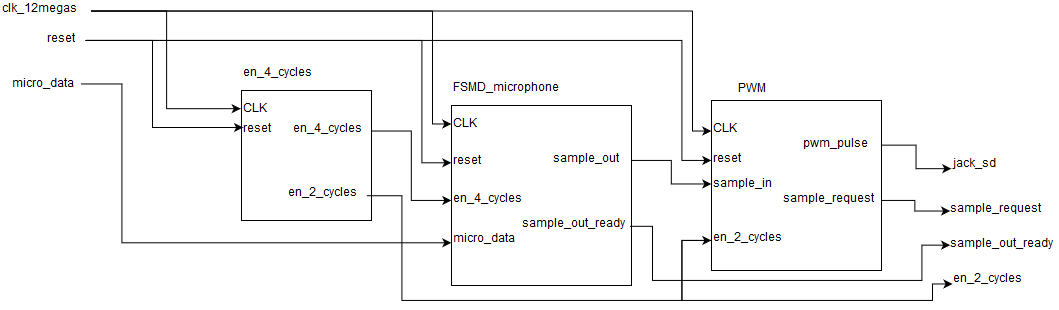 clk_12megas
reset
micro_data
en_4_cycles
CLK
reset
en_4_cycles
en_2_cycles
FSMD_microphone
CLK
reset
en_4_cycles
micro_data
sample_out
sample_out_ready
PWM
CLK
reset
sample_in
en_2_cycles
pwm_pulse
sample_request
jack_sd
sample_request
sample_out_ready
en_2_cycles